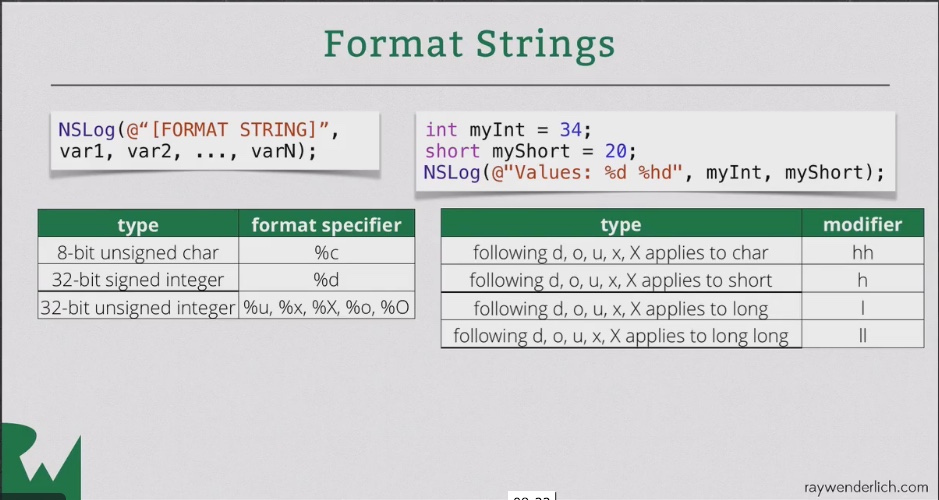 Format Strings
NSLog(@“[FORMAT STRING]”,
var1, var2, ..., varN);
int myInt = 34;
short myShort = 20;
NSLog(@"Values: %d %hd", myInt, myShort);
type format specifier
8-bit unsigned char %c
32-bit signed integer %d
32-bit unsigned integer %u, %x, %X, %o, %O
type modifier
following d, o, u, x, X applies to char hh
following d, o, u, x, X applies to short h
following d, o, u, x, X applies to long l
following d, o, u, x, X applies to long long ll
raywenderlich.com